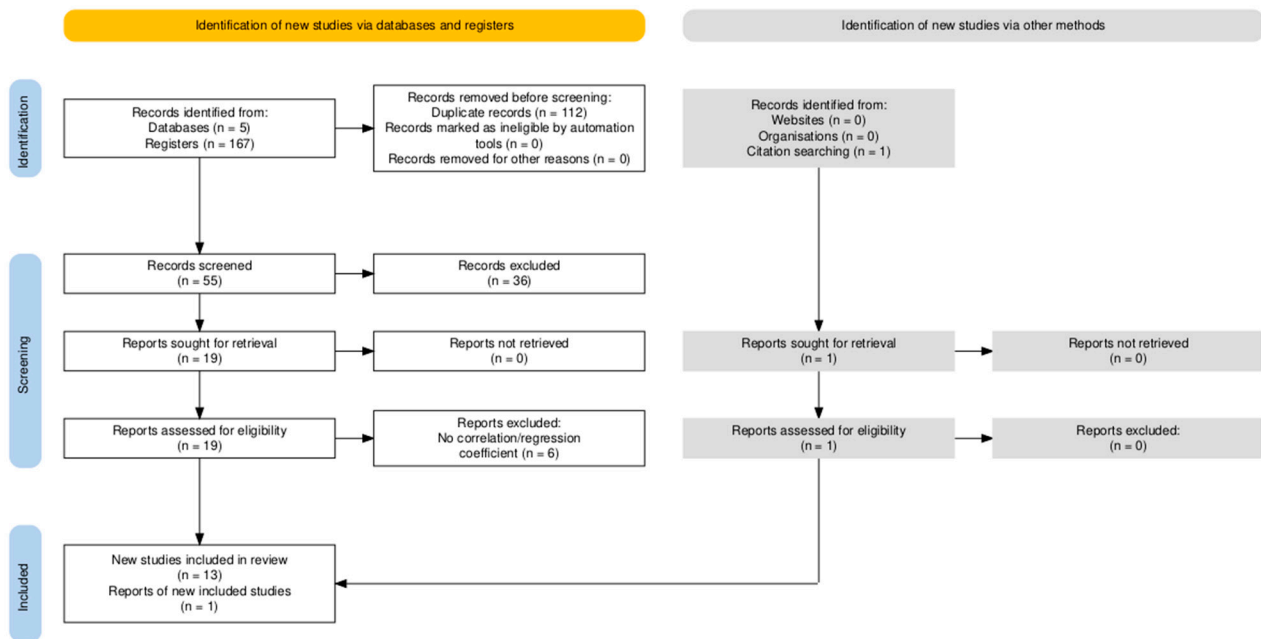 Identification of new studies via databases and registers
Identification of new studies via other methods
Identification
Records identified from:
Databases (n = 5)
Registers (n = 167)
Records removed before screening:
Duplicate records (n = 112)
Records marked as ineligible by automation
tools (n = 0)
Records removed for other reasons (n = 0)
Records identified from:
Websites (n = 0)
Organisations (n = 0)
Citation searching (n = 1)
Screening
Records screened
(n = 55)
Records excluded
(n = 36)
Reports sought for retrieval
(n = 19)
Reports not retrieved
(n = 0)
Reports sought for retrieval
(n = 1)
Reports not retrieved
(n = 0)
Reports assessed for eligibility
(n = 19)
Reports excluded:
No correlation/regression
coefficient (n = 6)
Reports assessed for eligibility
(n = 1)
Reports excluded:
(n = 0)
Included
New studies included in review
(n = 13)
Reports of new included studies
(n = 1)